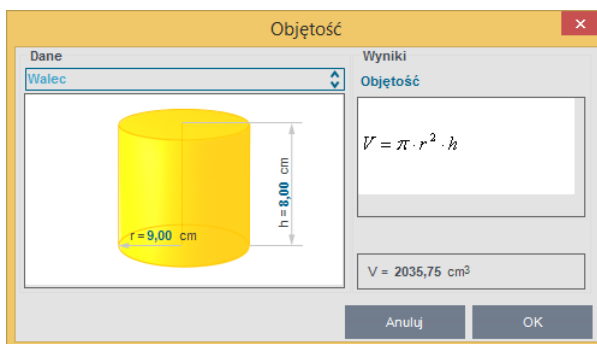 Objętość
Dane
Walec
r = 9,00 cm
h = 8,00 cm
Wyniki
Objętość
V = π · r² · h
V = 2035,75 cm³
Anuluj
OK